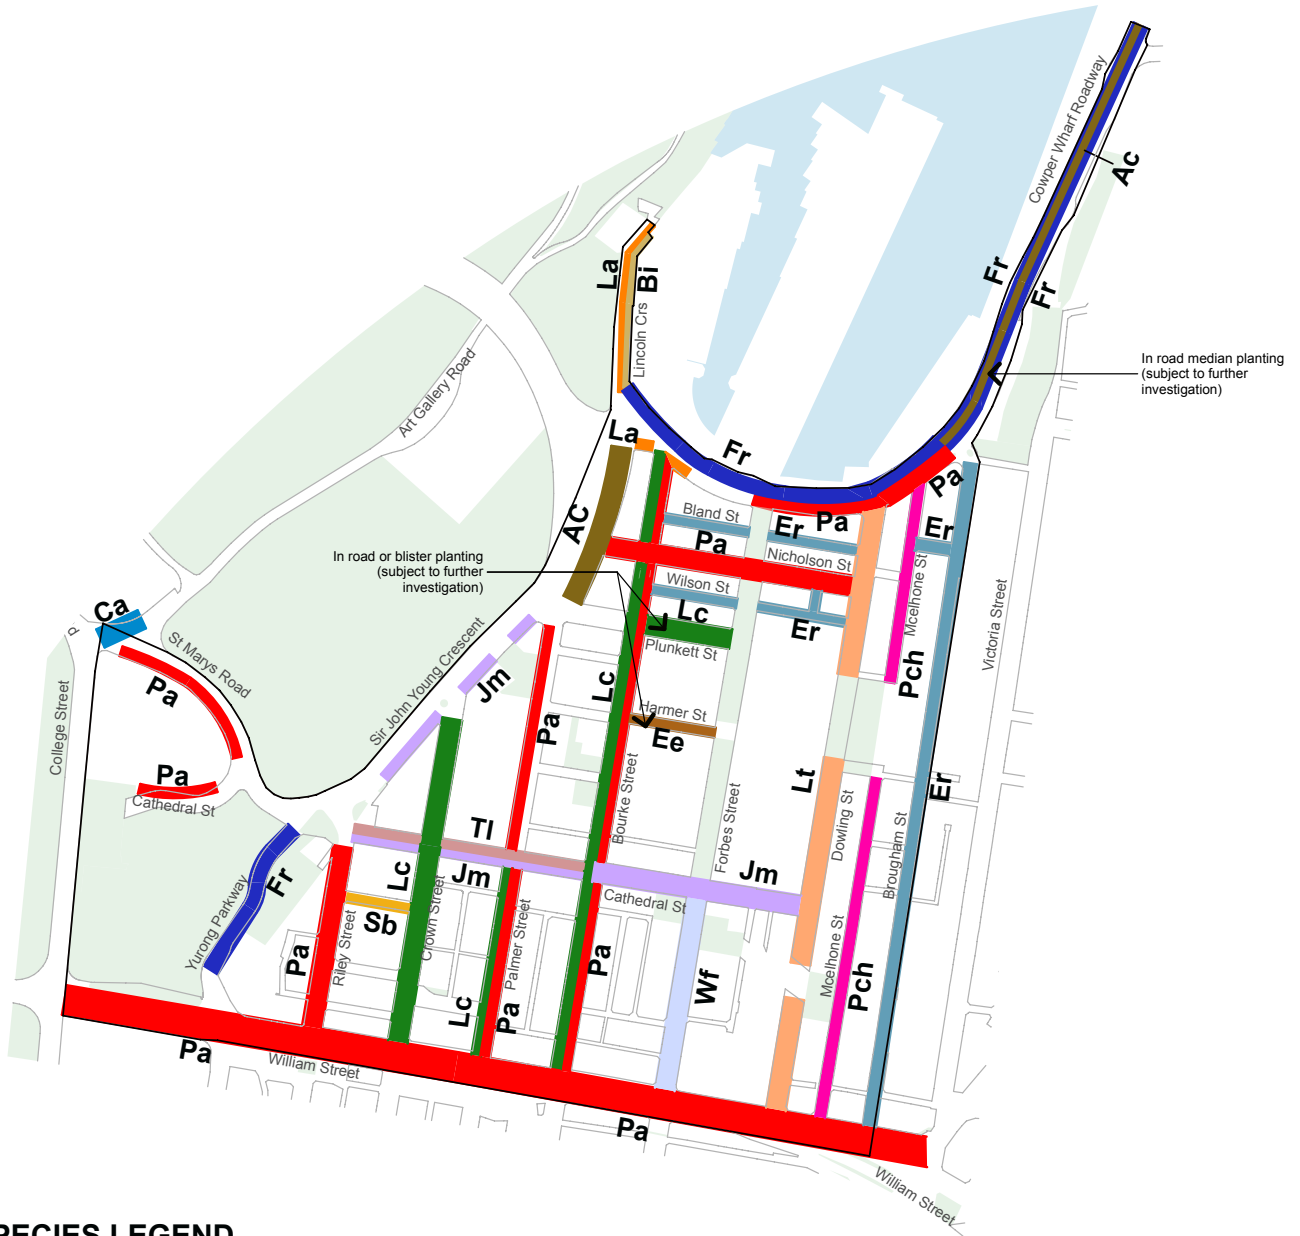 Cowper Wharf Roadway
Ac
La
Bi
Fr
Fr
Lincoln Crs
In road median planting
(subject to further
investigation)
Art Gallery Road
La
Fr
Pa
AC
Bland St
Er
Pa
Er
Pa
Nicholson St
In road or blister planting
(subject to further
investigation)
Wilson St
Mcelhone St
Ca
Lc
Er
Plunkett St
Victoria Street
St Marys Road
Pa
Sir John Young Crescent
Jm
Lc
Pch
College Street
Pa
Harmer St
Ee
Pa
Cathedral St
Bourke Street
Lt
Er
Dowling St
Forbes Street
Tl
Brougham St
Jm
Lc
Jm
Fr
Cathedral St
Sb
Yurong Parkway
Crown Street
Palmer Street
Riley Street
Pa
Pa
Mcelhone St
Pch
Wf
Lc
Pa
Pa
William Street
Pa
William Street
PECIES LEGEND